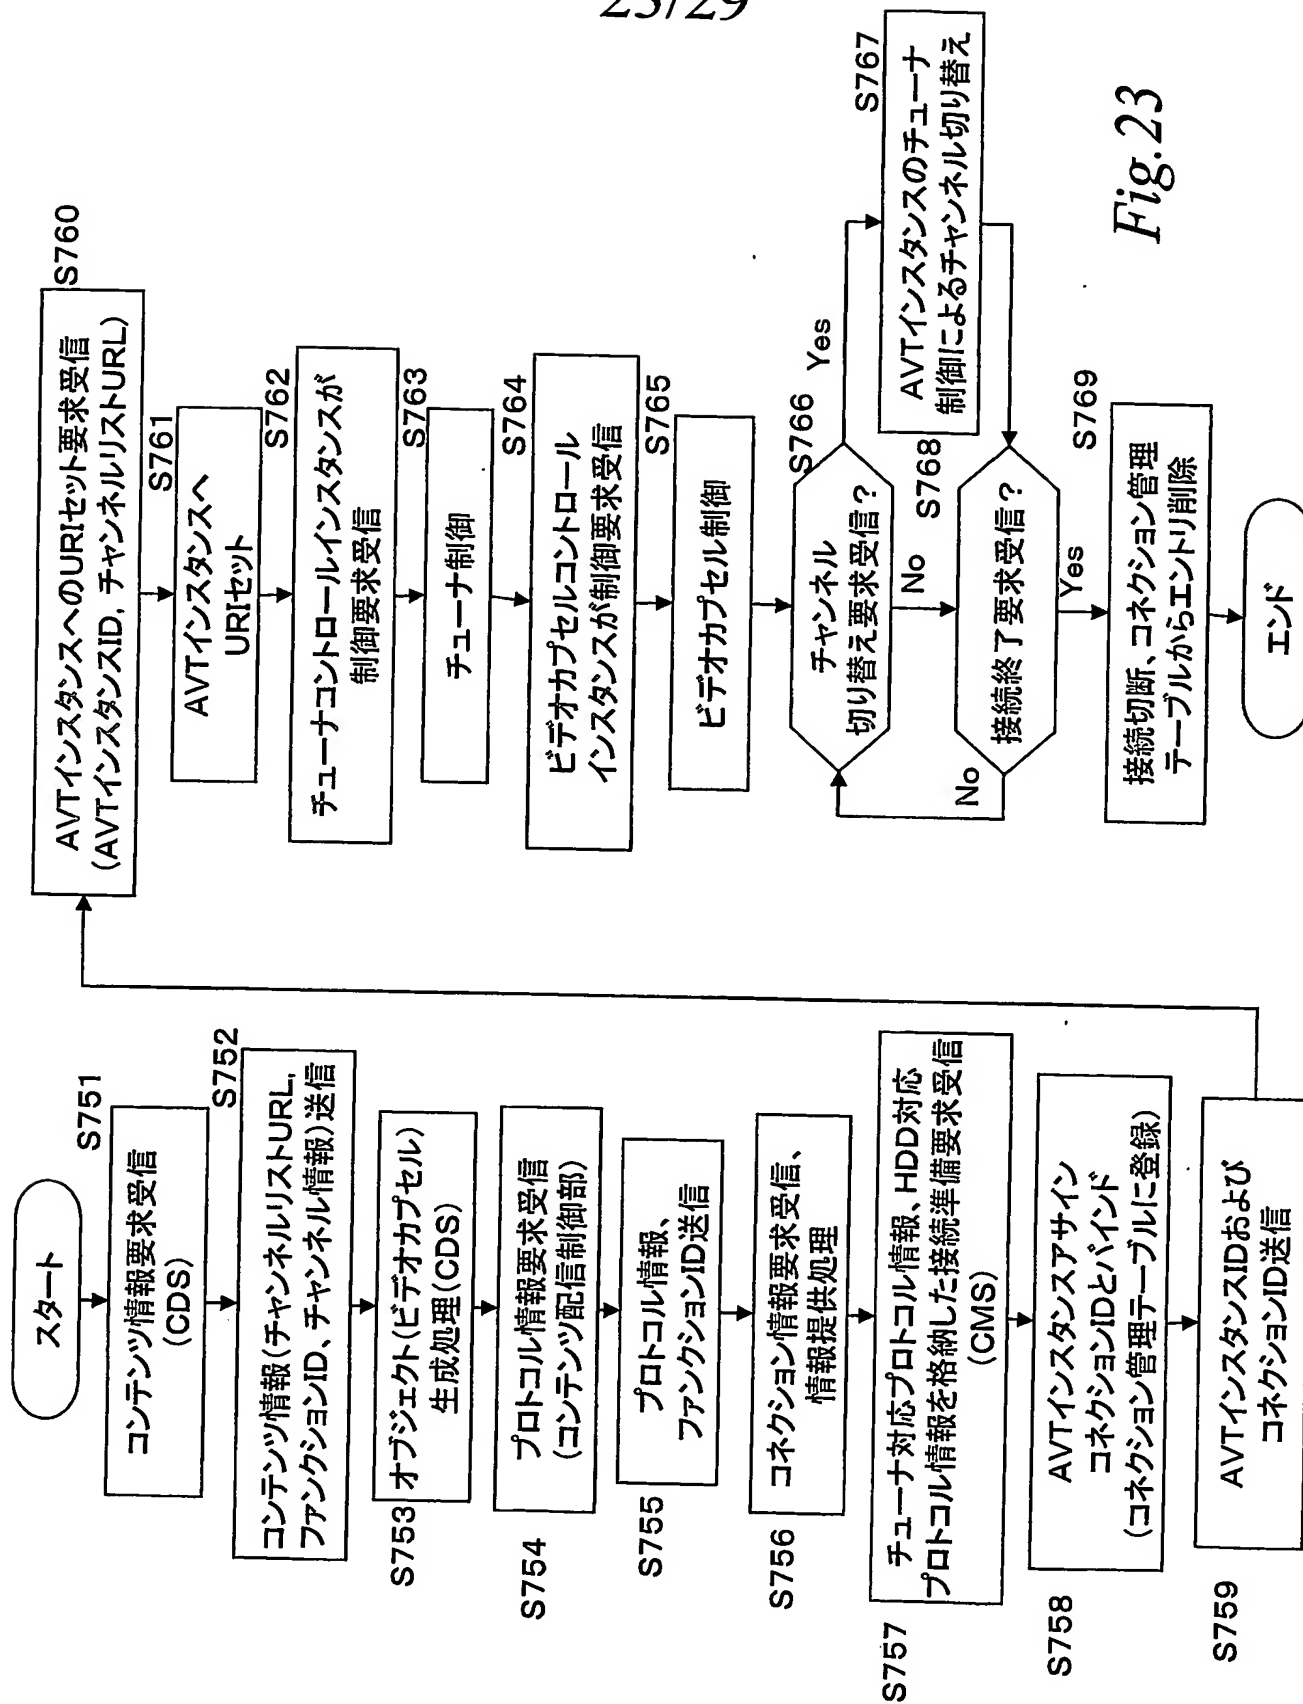 23/29
スタート
S751
コンテンツ情報要求受信
(CDS)
S752
コンテンツ情報(チャンネルリストURL,
ファンクションID、チャンネル情報)送信
S753
オブジェクト(ビデオカプセル)
生成処理(CDS)
S754
プロトコル情報要求受信
(コンテンツ配信制御部)
S755
プロトコル情報、
ファンクションID送信
S756
コネクション情報要求受信、
情報提供処理
S757
チューナ対応プロトコル情報、HDD対応
プロトコル情報を格納した接続準備要求受信
(CMS)
S758
AVTインスタンスアサイン
コネクションIDとバインド
(コネクション管理テーブルに登録)
S759
AVTインスタンスIDおよび
コネクションID送信
S760
AVTインスタンスへのURIセット要求受信
(AVTインスタンスID, チャンネルリストURL)
S761
AVTインスタンスへ
URIセット
S762
チューナコントロールインスタンスが
制御要求受信
S763
チューナ制御
S764
ビデオカプセルコントロール
インスタンスが制御要求受信
S765
ビデオカプセル制御
S766
チャンネル
切り替え要求受信?
Yes
No
S767
AVTインスタンスのチューナ
制御によるチャンネル切り替え
S768
接続終了要求受信?
No
Yes
S769
接続切断、コネクション管理
テーブルからエントリ削除
エンド
Fig.23